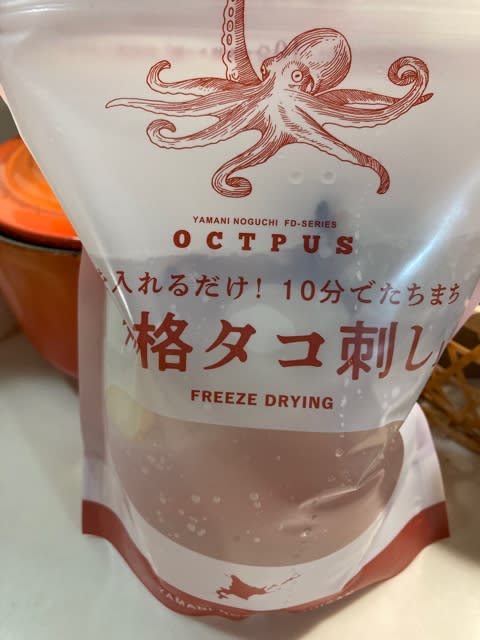 YAMANI NOGUCHI FD-SERIES
OCTPUS
入れるだけ! 10分でたちまち
格タコ刺し
FREEZE DRYING
YAMANI